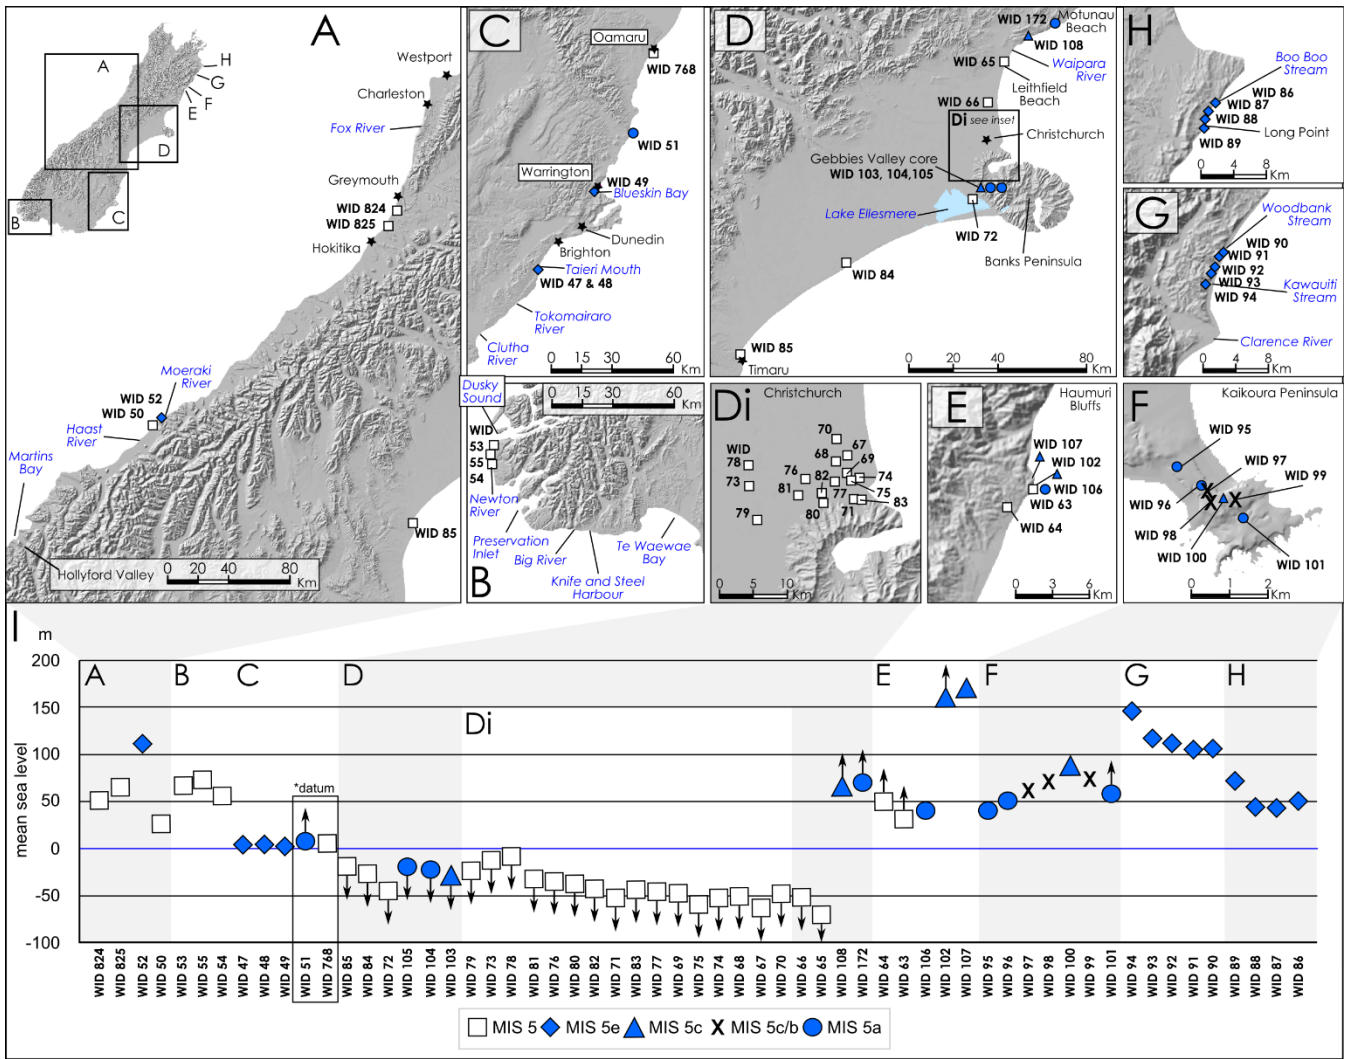 A
H
G
F
E
D
C
B
A
Westport
Charleston
Fox River
Greymouth
WID 824
WID 825
Hokitika
Moeraki
River
WID 52
WID 50
Haast
River
Martins
Bay
WID 85
Hollyford Valley
0 20 40 80
Km
C
Oamaru
WID 768
WID 51
Warrington
WID 49
Blueskin Bay
Dunedin
Brighton
Taieri Mouth
WID 47 & 48
Tokomairaro
River
Clutha
River
0 15 30 60
Km
Dusky
Sound
0 15 30 60
Km
WID
53
55
54
Newton
River
Preservation
Inlet
Big River
Knife and Steel
Harbour
Te Waewae
Bay
B
D
WID 172
Motunau
Beach
WID 108
WID 65
Waipara
River
Leithfield
Beach
WID 66
Di see inset
Christchurch
Gebbies Valley core
WID 103, 104,105
Lake Ellesmere
WID 72
Banks Peninsula
WID 84
WID 85
Timaru
0 20 40 80
Km
Di
Christchurch
70
67
WID
78
68
69
76
82
74
73
81
77
75
83
79
80
71
0 5 10
Km
E
Haumuri
Bluffs
WID 107
WID 102
WID 106
WID 63
WID 64
0 3 6
Km
H
Boo Boo
Stream
WID 86
WID 87
WID 88
Long Point
WID 89
0 4 8
Km
G
Woodbank
Stream
WID 90
WID 91
WID 92
WID 93
WID 94
Kawauiti
Stream
Clarence River
0 4 8
Km
F
Kaikoura Peninsula
WID 95
WID 97
WID 99
WID 96
WID 98
WID 100
WID 101
0 1 2
Km
I
m
mean sea level
200
150
100
50
0
-50
-100
A
B
C
D
Di
E
F
G
H
*datum
WID 824
WID 825
WID 52
WID 50
WID 53
WID 55
WID 54
WID 47
WID 48
WID 49
WID 51
WID 768
WID 85
WID 84
WID 72
WID 105
WID 104
WID 103
WID 79
WID 73
WID 78
WID 81
WID 76
WID 80
WID 82
WID 71
WID 83
WID 77
WID 69
WID 75
WID 74
WID 68
WID 67
WID 70
WID 66
WID 65
WID 108
WID 172
WID 64
WID 63
WID 106
WID 102
WID 107
WID 95
WID 96
WID 97
WID 98
WID 100
WID 99
WID 101
WID 94
WID 93
WID 92
WID 91
WID 90
WID 89
WID 88
WID 87
WID 86
MIS 5
MIS 5e
MIS 5c
X MIS 5c/b
MIS 5a